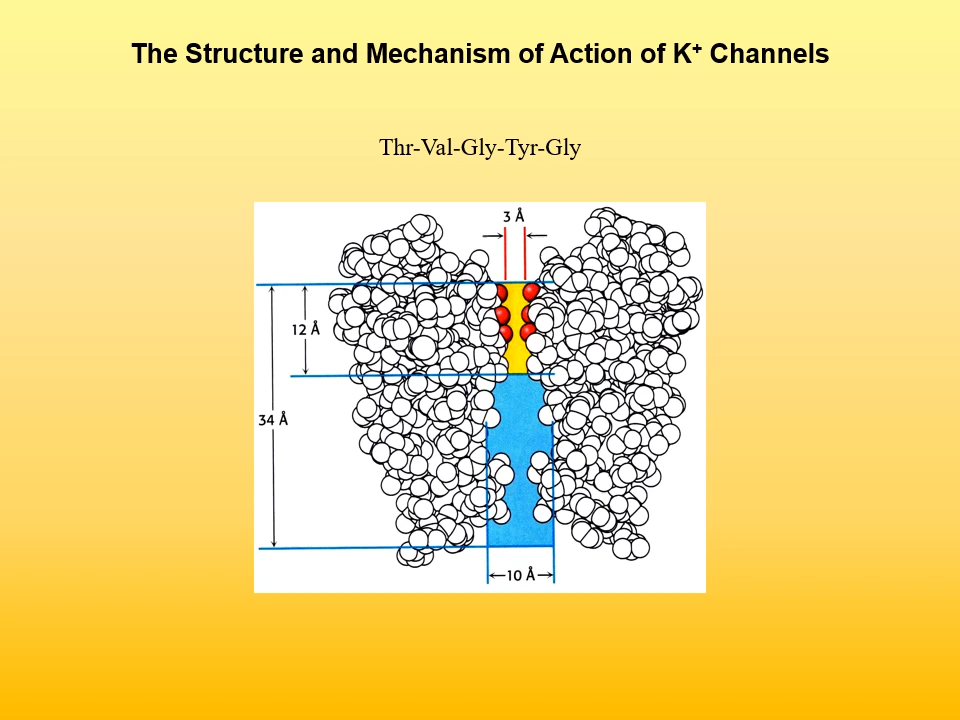 The Structure and Mechanism of Action of K⁺ Channels
Thr-Val-Gly-Tyr-Gly
3 Å
12 Å
34 Å
10 Å